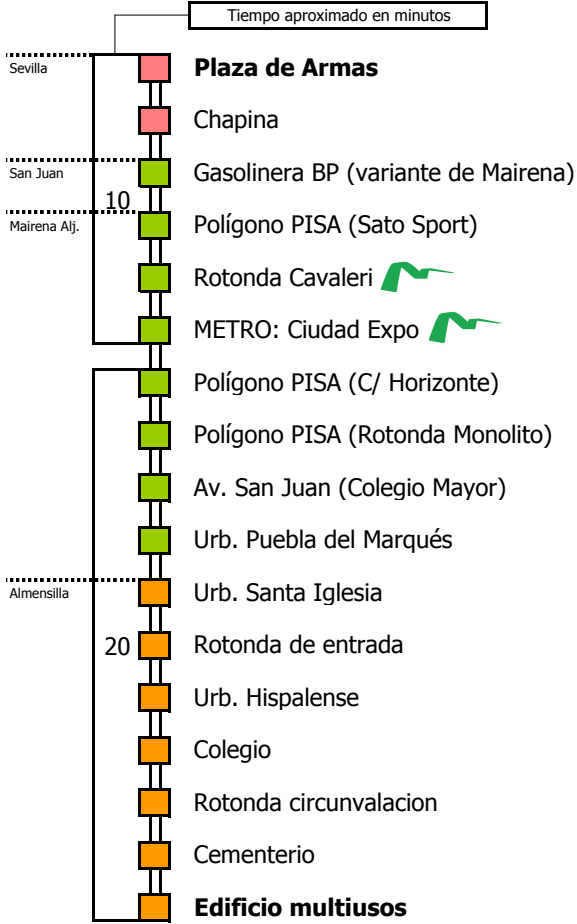 Tiempo aproximado en minutos
Sevilla
Plaza de Armas
Chapina
San Juan
Gasolinera BP (variante de Mairena)
10
Mairena Alj.
Polígono PISA (Sato Sport)
Rotonda Cavaleri
METRO: Ciudad Expo
Polígono PISA (C/ Horizonte)
Polígono PISA (Rotonda Monolito)
Av. San Juan (Colegio Mayor)
Urb. Puebla del Marqués
Almensilla
Urb. Santa Iglesia
20
Rotonda de entrada
Urb. Hispalense
Colegio
Rotonda circunvalacion
Cementerio
Edificio multiusos